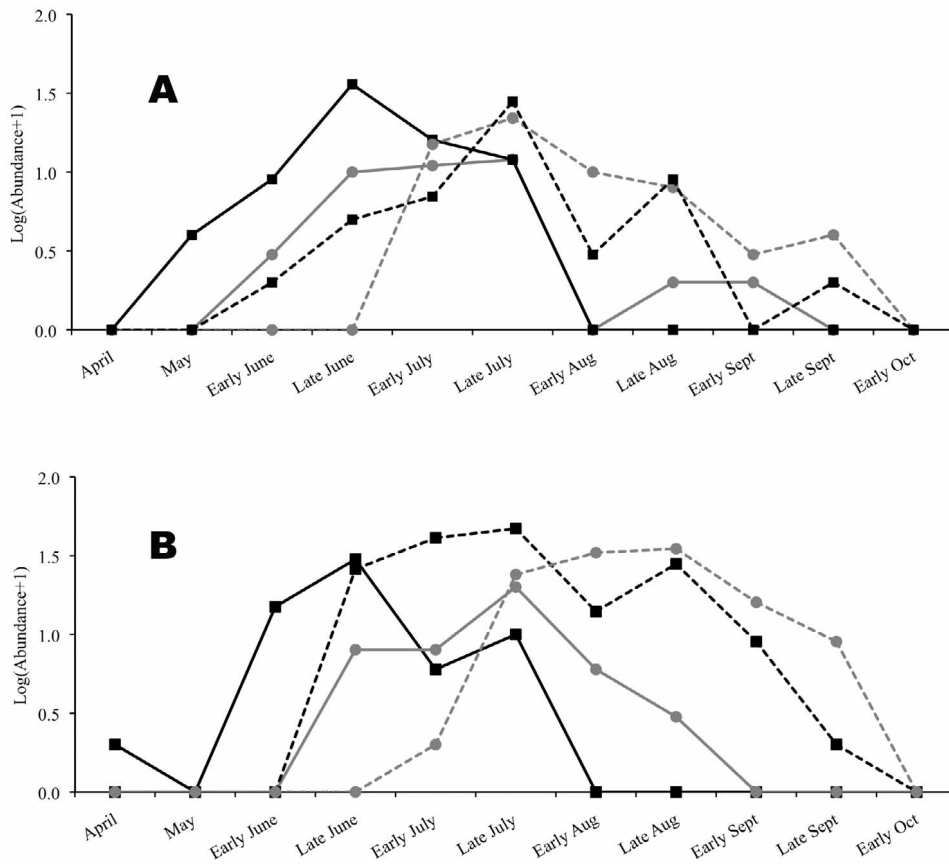 2.0
A
1.5
1.0
0.5
0.0
Log(Abundance+1)
April May Early June Late June Early July Late July Early Aug Late Aug Early Sept Late Sept Early Oct
2.0
B
1.5
1.0
0.5
0.0
Log(Abundance+1)
April May Early June Late June Early July Late July Early Aug Late Aug Early Sept Late Sept Early Oct